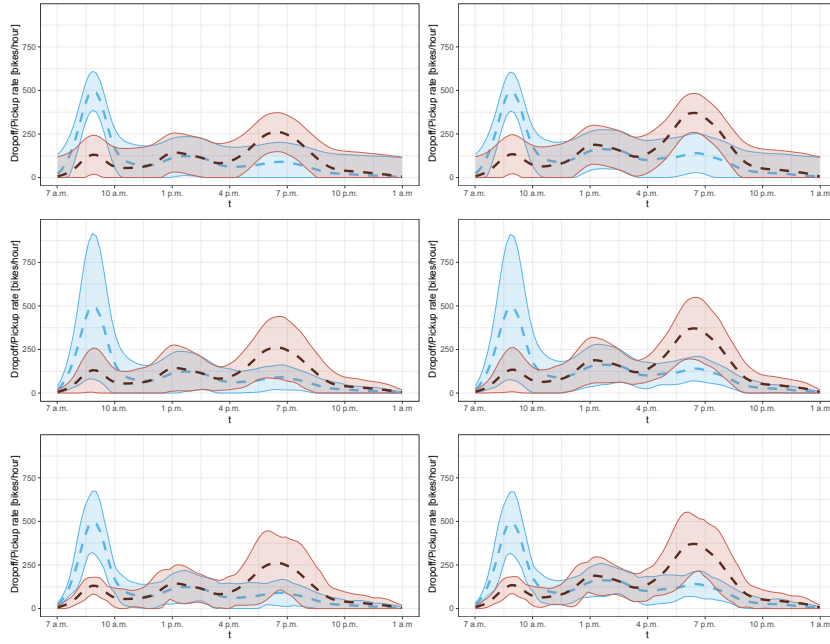 Dropoff/Pickup rate [bikes/hour]
750
500
250
0
7 a.m. 10 a.m. 1 p.m. 4 p.m. 7 p.m. 10 p.m. 1 a.m
t
Dropoff/Pickup rate [bikes/hour]
750
500
250
0
7 a.m. 10 a.m. 1 p.m. 4 p.m. 7 p.m. 10 p.m. 1 a.m
t
Dropoff/Pickup rate [bikes/hour]
750
500
250
0
7 a.m. 10 a.m. 1 p.m. 4 p.m. 7 p.m. 10 p.m. 1 a.m
t
Dropoff/Pickup rate [bikes/hour]
750
500
250
0
7 a.m. 10 a.m. 1 p.m. 4 p.m. 7 p.m. 10 p.m. 1 a.m
t
Dropoff/Pickup rate [bikes/hour]
750
500
250
0
7 a.m. 10 a.m. 1 p.m. 4 p.m. 7 p.m. 10 p.m. 1 a.m
t
Dropoff/Pickup rate [bikes/hour]
750
500
250
0
7 a.m. 10 a.m. 1 p.m. 4 p.m. 7 p.m. 10 p.m. 1 a.m
t